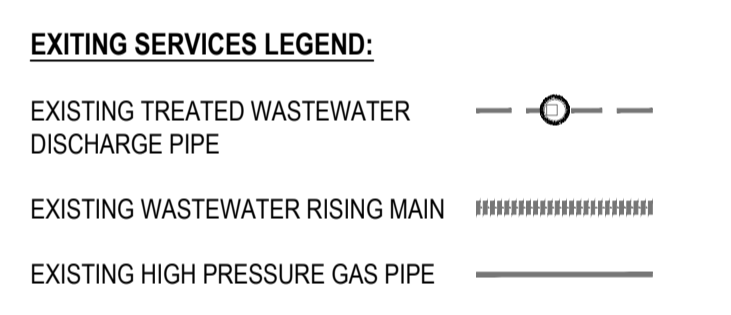 EXITING SERVICES LEGEND:
EXISTING TREATED WASTEWATER
DISCHARGE PIPE
EXISTING WASTEWATER RISING MAIN
EXISTING HIGH PRESSURE GAS PIPE